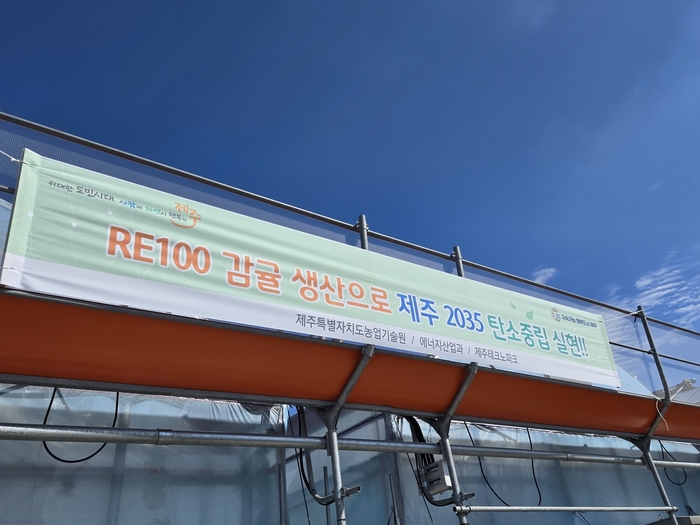 위대한 도민시대, 사람과 자연이 행복한 제주
RE100 감귤 생산으로 제주 2035 탄소중립 실현!!
제주특별자치도농업기술원 / 에너지산업과 / 제주테크노파크